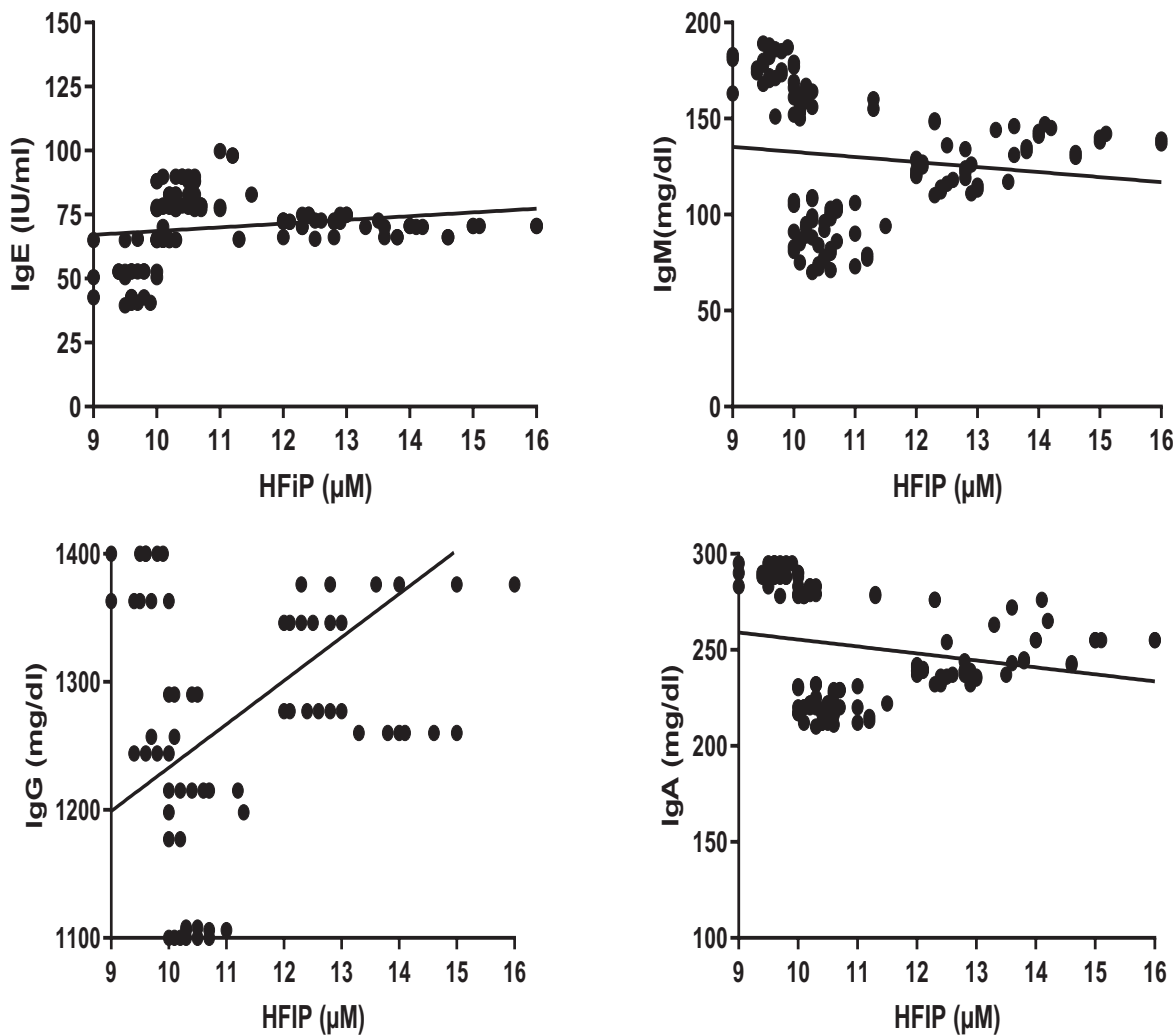 150
125
100
75
50
25
0
IgE (IU/ml)
9 10 11 12 13 14 15 16
HFiP (µM)
200
150
100
50
0
IgM(mg/dl)
9 10 11 12 13 14 15 16
HFIP (µM)
1400
1300
1200
1100
IgG (mg/dl)
9 10 11 12 13 14 15 16
HFIP (µM)
300
250
200
150
100
IgA (mg/dl)
9 10 11 12 13 14 15 16
HFIP (µM)